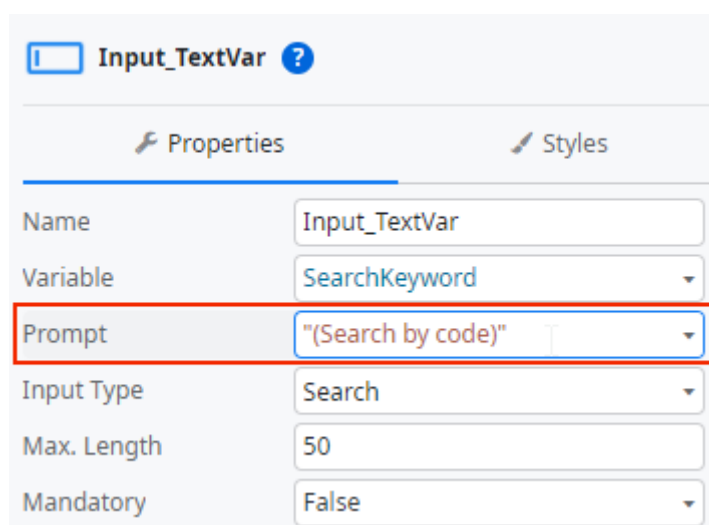 Input_TextVar ?
Properties Styles
Name Input_TextVar
Variable SearchKeyword
Prompt "(Search by code)"
Input Type Search
Max. Length 50
Mandatory False